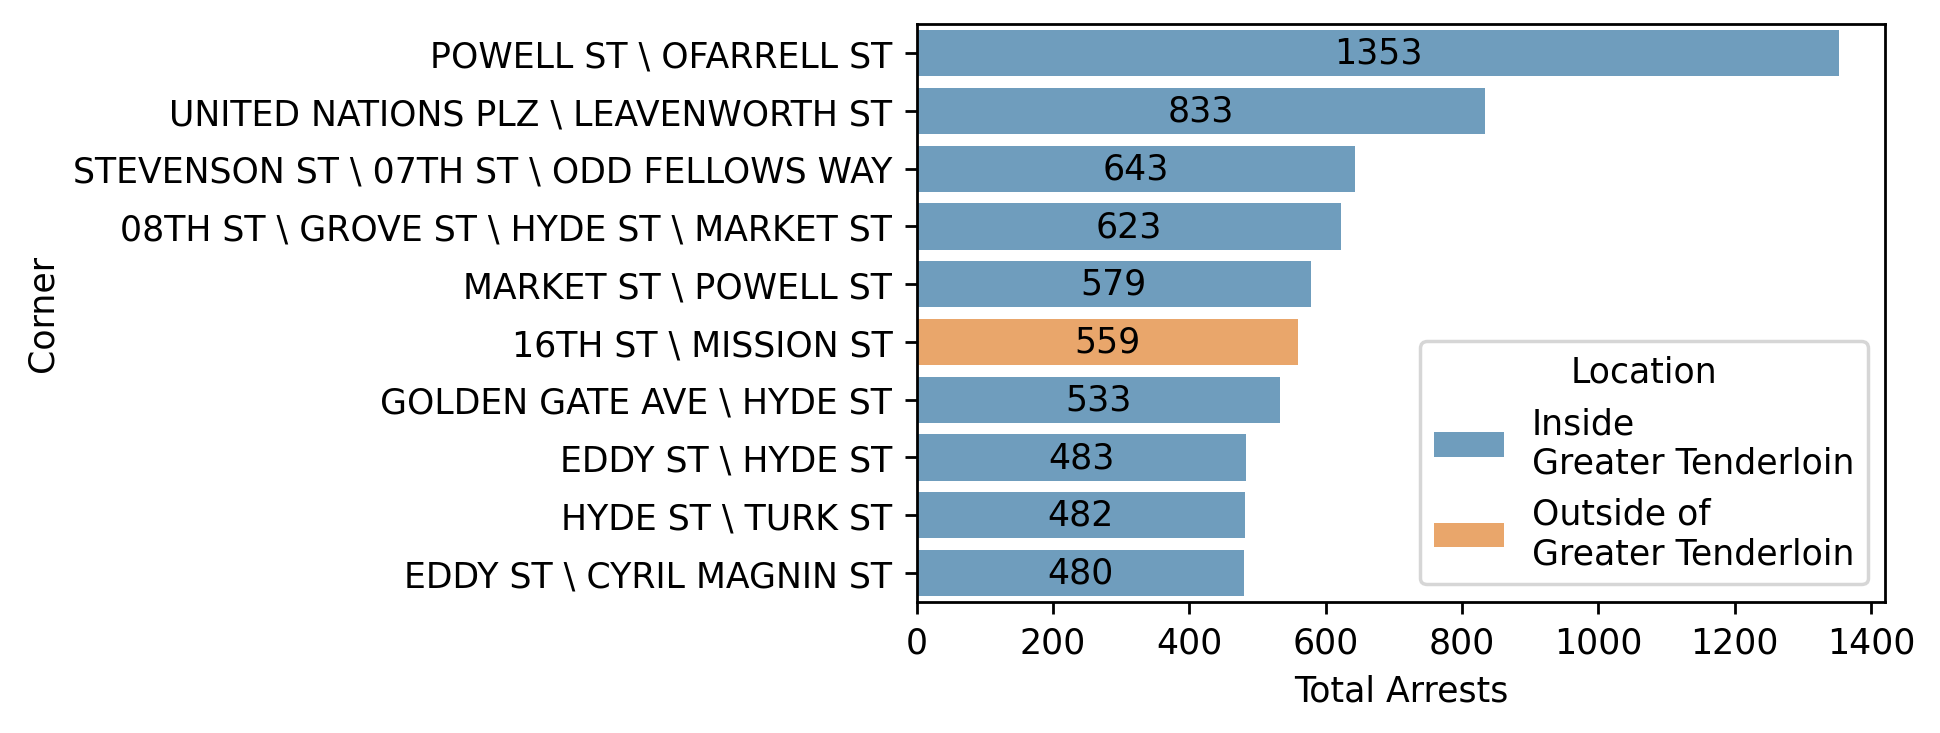 POWELL ST \ OFARRELL ST
1353
UNITED NATIONS PLZ \ LEAVENWORTH ST
833
STEVENSON ST \ 07TH ST \ ODD FELLOWS WAY
643
08TH ST \ GROVE ST \ HYDE ST \ MARKET ST
623
MARKET ST \ POWELL ST
579
16TH ST \ MISSION ST
559
GOLDEN GATE AVE \ HYDE ST
533
EDDY ST \ HYDE ST
483
HYDE ST \ TURK ST
482
EDDY ST \ CYRIL MAGNIN ST
480
Corner
Location
Inside
Greater Tenderloin
Outside of
Greater Tenderloin
0 200 400 600 800 1000 1200 1400
Total Arrests